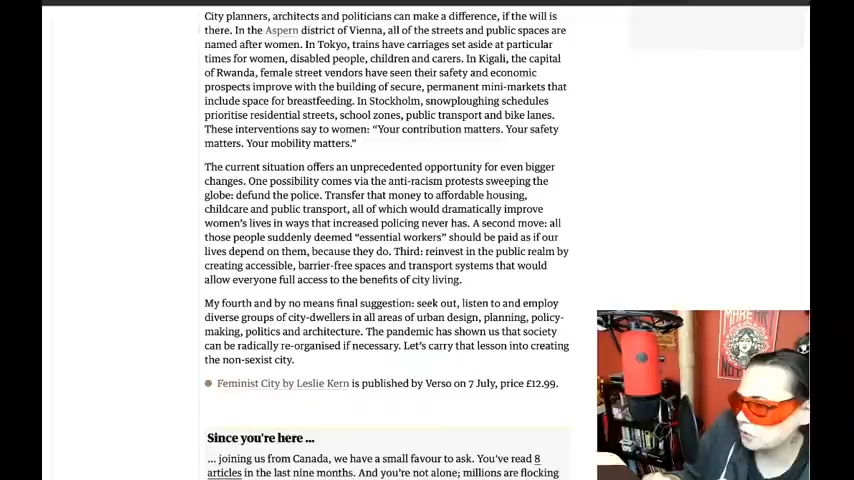 City planners, architects and politicians can make a difference, if the will is
there. In the Aspern district of Vienna, all of the streets and public spaces are
named after women. In Tokyo, trains have carriages set aside at particular
times for women, disabled people, children and carers. In Kigali, the capital
of Rwanda, female street vendors have seen their safety and economic
prospects improve with the building of secure, permanent mini-markets that
include space for breastfeeding. In Stockholm, snowploughing schedules
prioritise residential streets, school zones, public transport and bike lanes.
These interventions say to women: “Your contribution matters. Your safety
matters. Your mobility matters.”
The current situation offers an unprecedented opportunity for even bigger
changes. One possibility comes via the anti-racism protests sweeping the
globe: defund the police. Transfer that money to affordable housing,
childcare and public transport, all of which would dramatically improve
women’s lives in ways that increased policing never has. A second move: all
those people suddenly deemed “essential workers” should be paid as if our
lives depend on them, because they do. Third: reinvest in the public realm by
creating accessible, barrier-free spaces and transport systems that would
allow everyone full access to the benefits of city living.
My fourth and by no means final suggestion: seek out, listen to and employ
diverse groups of city-dwellers in all areas of urban design, planning, policy-
making, politics and architecture. The pandemic has shown us that society
can be radically re-organised if necessary. Let’s carry that lesson into creating
the non-sexist city.
Feminist City by Leslie Kern is published by Verso on 7 July, price £12.99.
Since you’re here ...
... joining us from Canada, we have a small favour to ask. You’ve read 8
articles in the last nine months. And you’re not alone; millions are flocking
MAKE